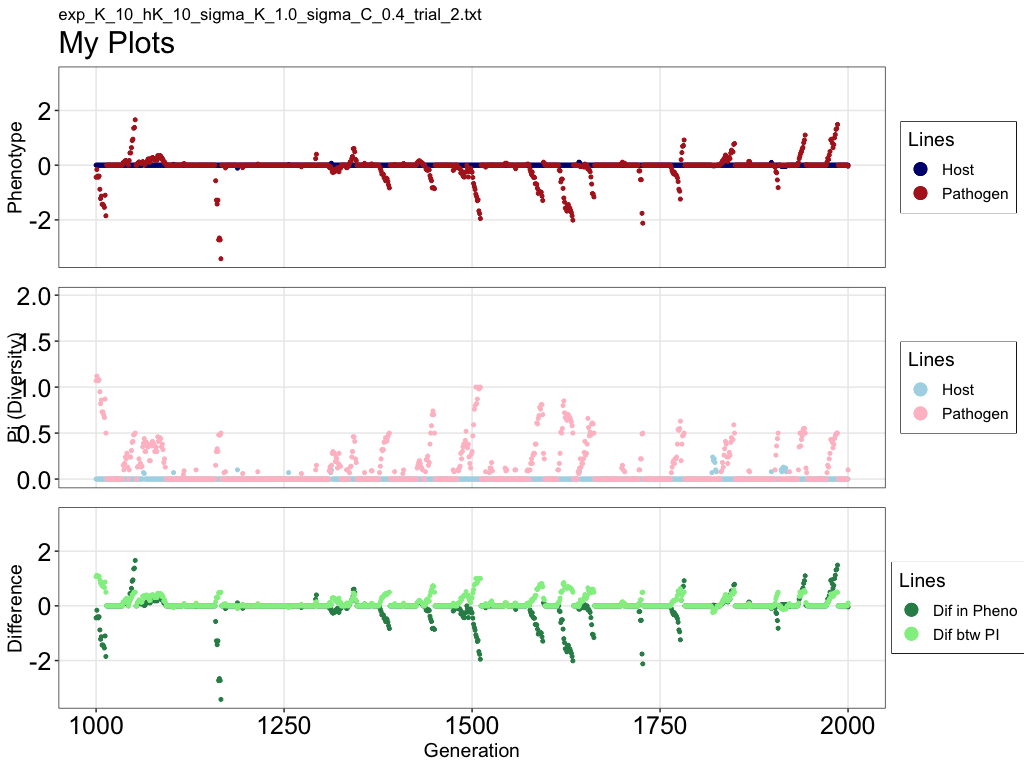 exp_K_10_hK_10_sigma_K_1.0_sigma_C_0.4_trial_2.txt
My Plots
Phenotype
2
0
-2
Lines
Host
Pathogen
Pi (Diversity)
2.0
1.5
1.0
0.5
0.0
Lines
Host
Pathogen
Difference
2
0
-2
Lines
Dif in Pheno
Dif btw PI
1000 1250 1500 1750 2000
Generation